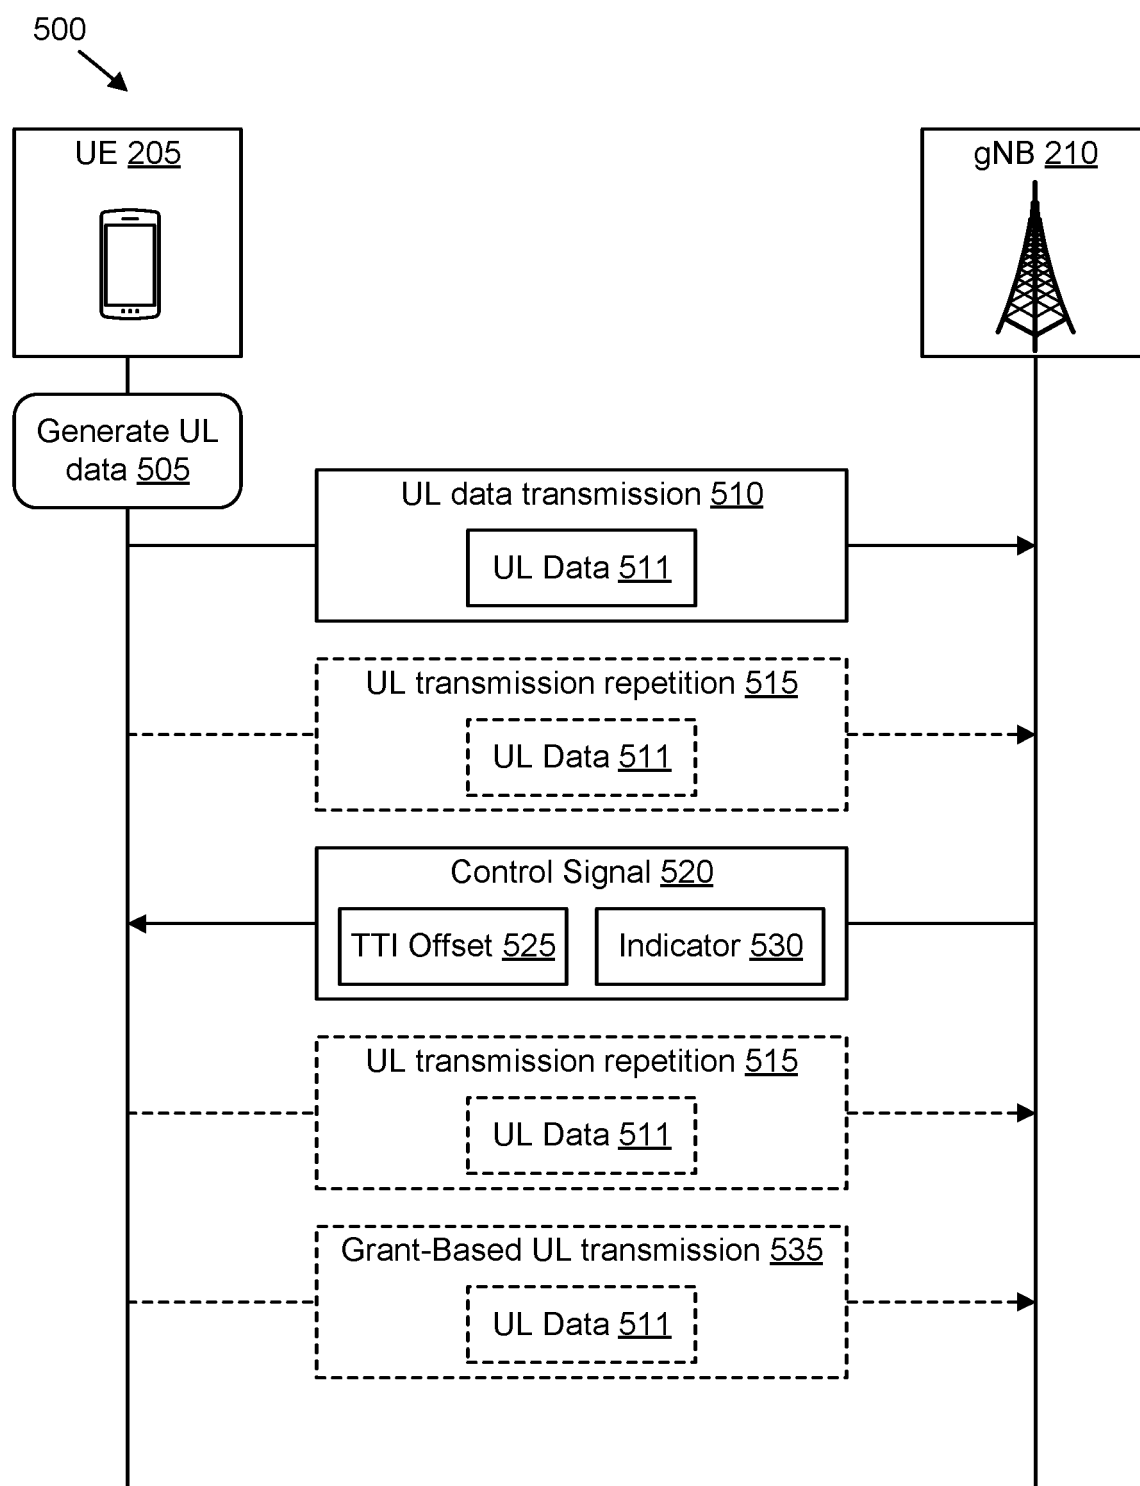 500
UE 205
gNB 210
Generate UL
data 505
UL data transmission 510
UL Data 511
UL transmission repetition 515
UL Data 511
Control Signal 520
TTI Offset 525
Indicator 530
UL transmission repetition 515
UL Data 511
Grant-Based UL transmission 535
UL Data 511